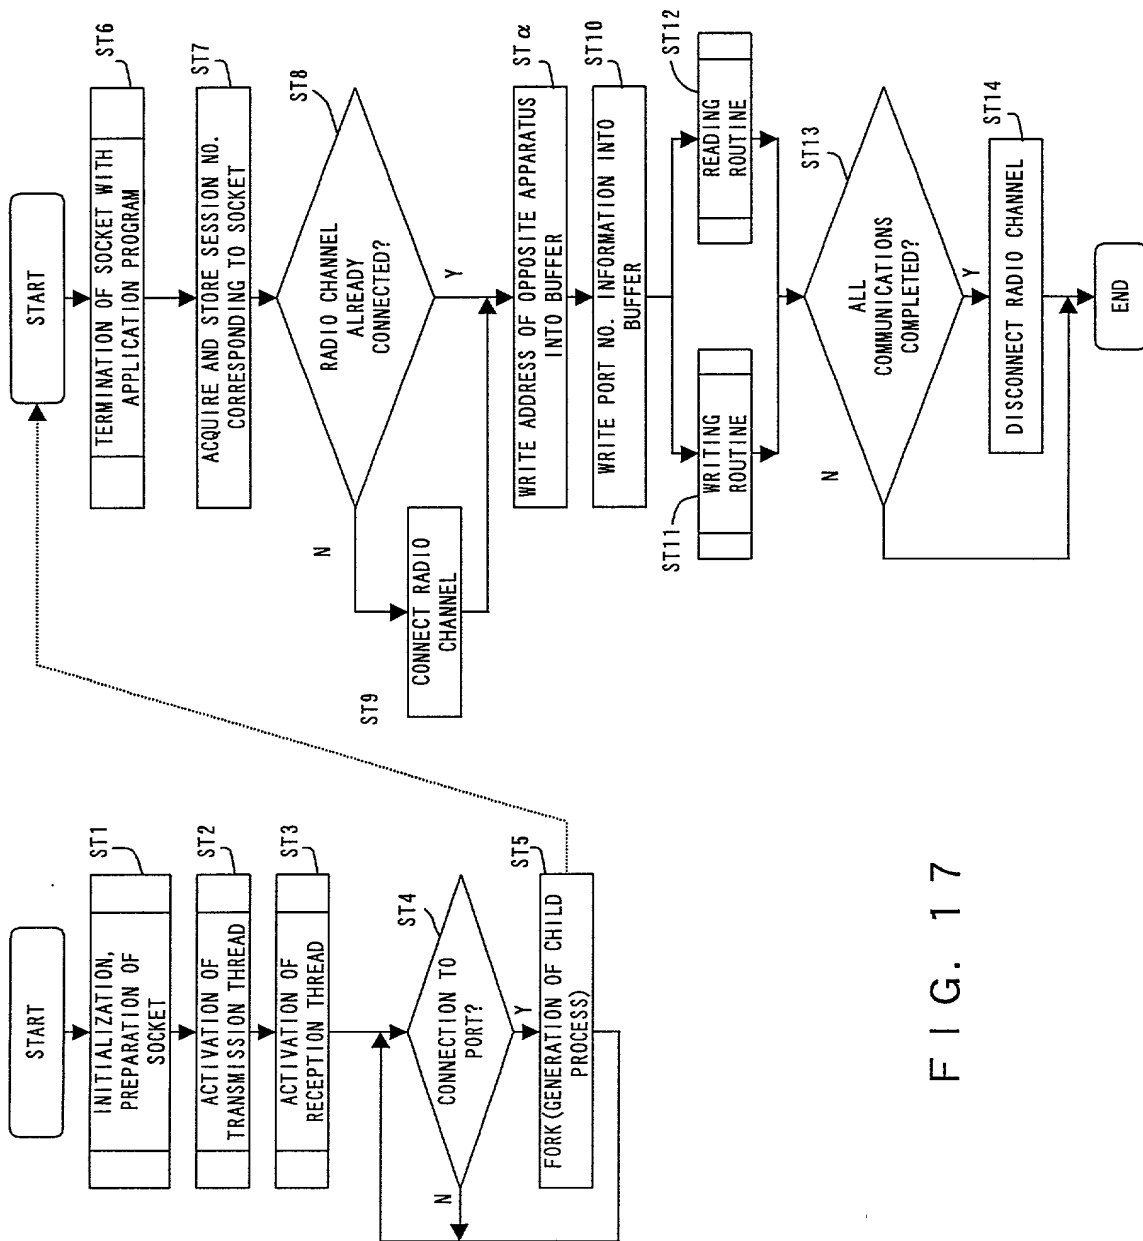 START
INITIALIZATION,
PREPARATION OF
SOCKET
ST1
ACTIVATION OF
TRANSMISSION THREAD
ST2
ACTIVATION OF
RECEPTION THREAD
ST3
CONNECTION TO
PORT?
ST4
N
Y
FORK(GENERATION OF CHILD
PROCESS)
ST5
START
TERMINATION OF SOCKET WITH
APPLICATION PROGRAM
ST6
ACQUIRE AND STORE SESSION NO.
CORRESPONDING TO SOCKET
ST7
RADIO CHANNEL
ALREADY
CONNECTED?
ST8
N
Y
CONNECT RADIO
CHANNEL
ST9
WRITE ADDRESS OF OPPOSITE APPARATUS
INTO BUFFER
STα
WRITE PORT NO. INFORMATION INTO
BUFFER
ST10
WRITING
ROUTINE
ST11
READING
ROUTINE
ST12
ALL
COMMUNICATIONS
COMPLETED?
ST13
N
Y
DISCONNECT RADIO CHANNEL
ST14
END
FIG. 17